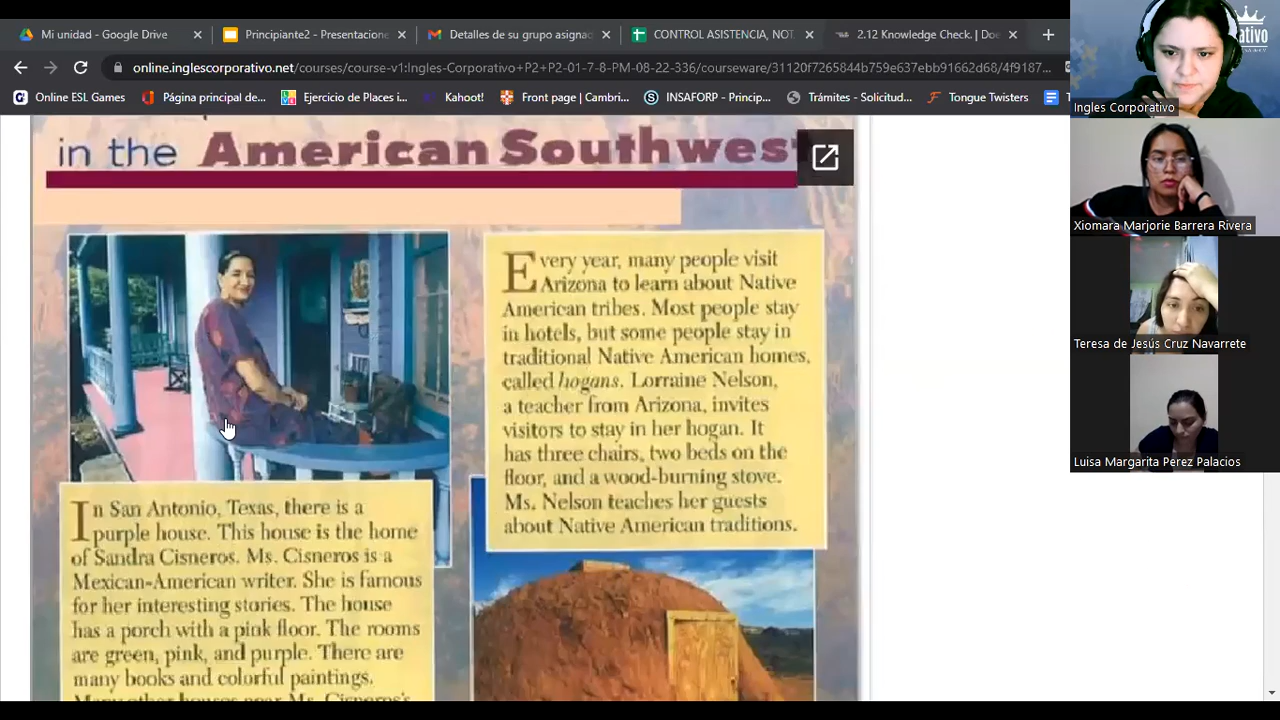 Mi unidad - Google Drive
Principiante2 - Presentacione
Detalles de su grupo asignad
CONTROL ASISTENCIA, NOT.
2.12 Knowledge Check. | Doe
online.inglescorporativo.net/courses/course-v1:Ingles-Corporativo+P2+P2-01-7-8-PM-08-22-336/courseware/31120f7265844b759e637ebb91662d68/4f9187...
Online ESL Games
Página principal de...
Ejercicio de Places i...
Kahoot!
Front page | Cambri...
INSAFORP - Princip...
Trámites - Solicitud...
Tongue Twisters
in the American Southwes
Every year, many people visit
Arizona to learn about Native
American tribes. Most people stay
in hotels, but some people stay in
traditional Native American homes,
called hogans. Lorraine Nelson,
a teacher from Arizona, invites
visitors to stay in her hogan. It
has three chairs, two beds on the
floor, and a wood-burning stove.
Ms. Nelson teaches her guests
about Native American traditions.
In San Antonio, Texas, there is a
purple house. This house is the home
of Sandra Cisneros. Ms. Cisneros is a
Mexican-American writer. She is famous
for her interesting stories. The house
has a porch with a pink floor. The rooms
are green, pink, and purple. There are
many books and colorful paintings.
Many other houses near Ms. Cisneros's
ativo
Ingles Corporativo
Xiomara Marjorie Barrera Rivera
Teresa de Jesús Cruz Navarrete
Luisa Margarita Perez Palacios